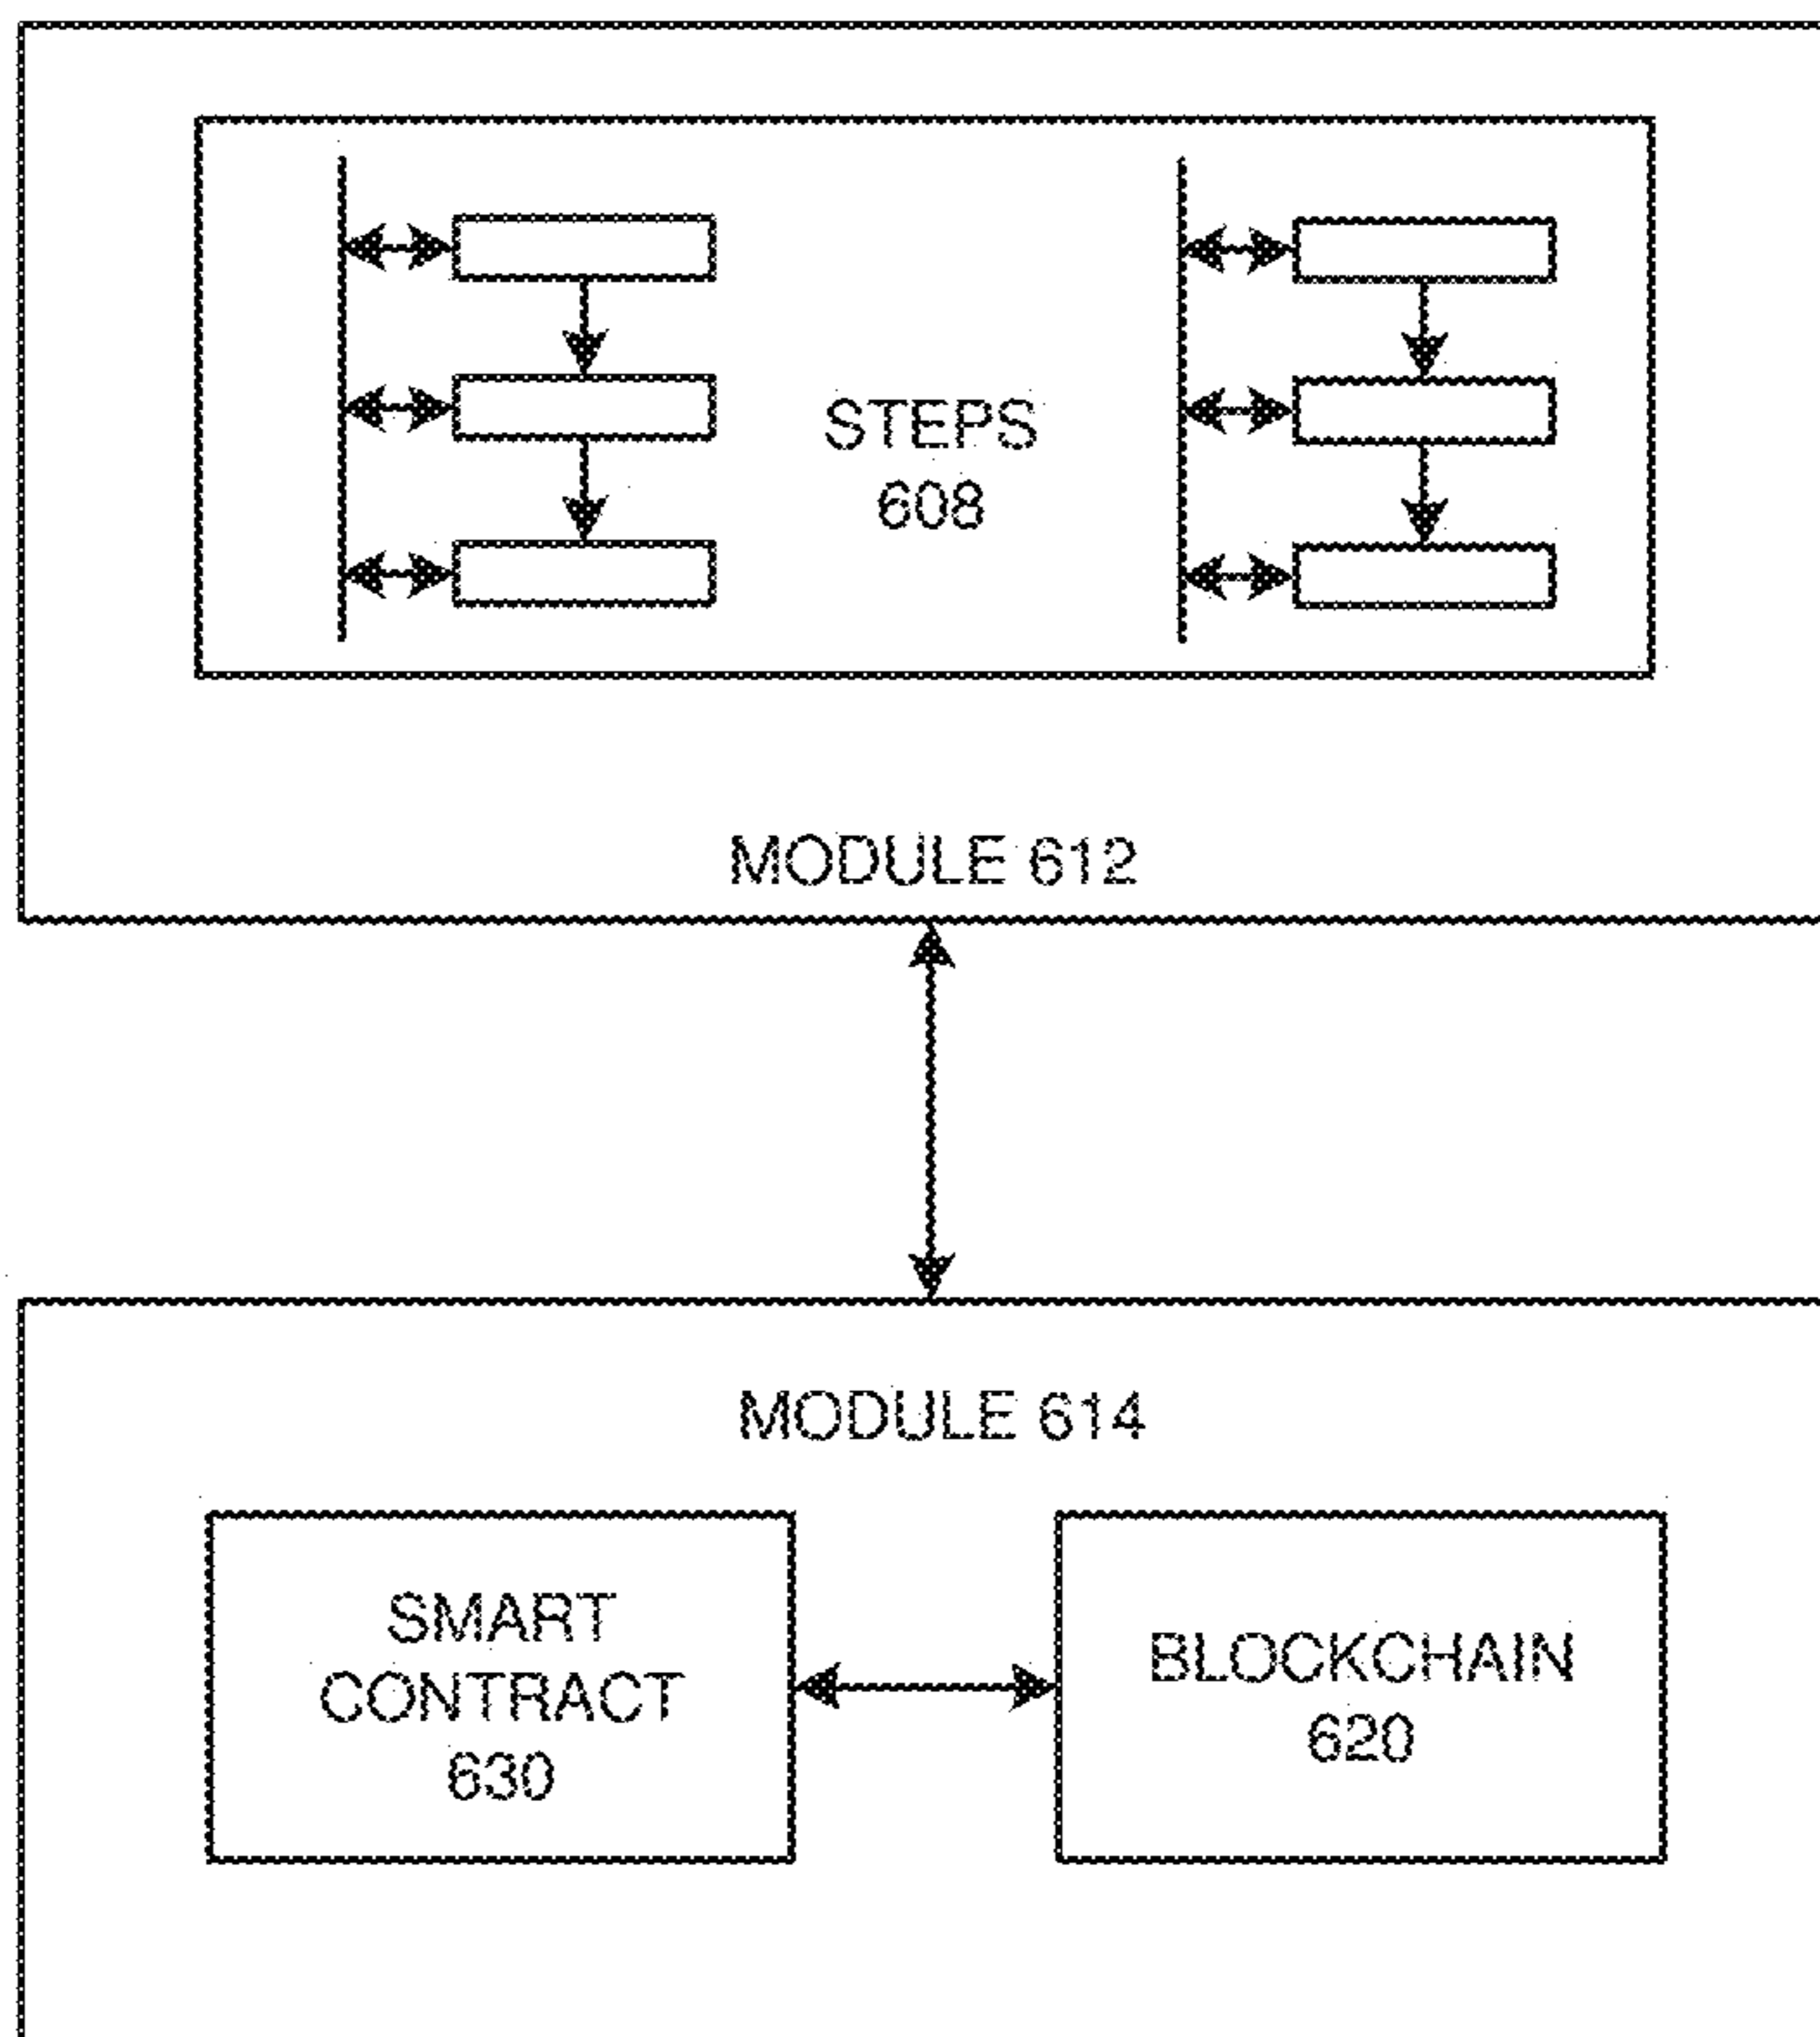 STEPS
608
MODULE 612
MODULE 614
SMART
CONTRACT
630
BLOCKCHAIN
620